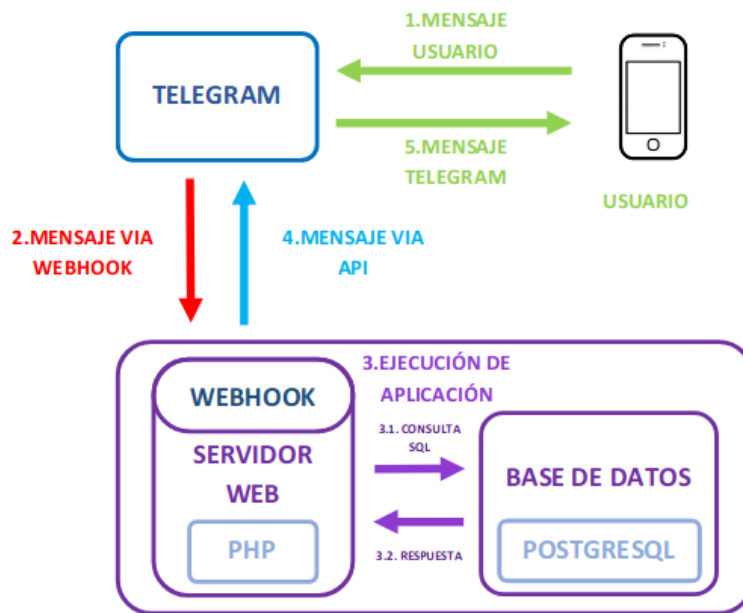 1.MENSAJE
USUARIO
TELEGRAM
5.MENSAJE
TELEGRAM
USUARIO
2.MENSAJE VIA
WEBHOOK
4.MENSAJE VIA
API
3.EJECUCIÓN DE
APLICACIÓN
WEBHOOK
3.1. CONSULTA
SQL
SERVIDOR
WEB
BASE DE DATOS
PHP
3.2. RESPUESTA
POSTGRESQL